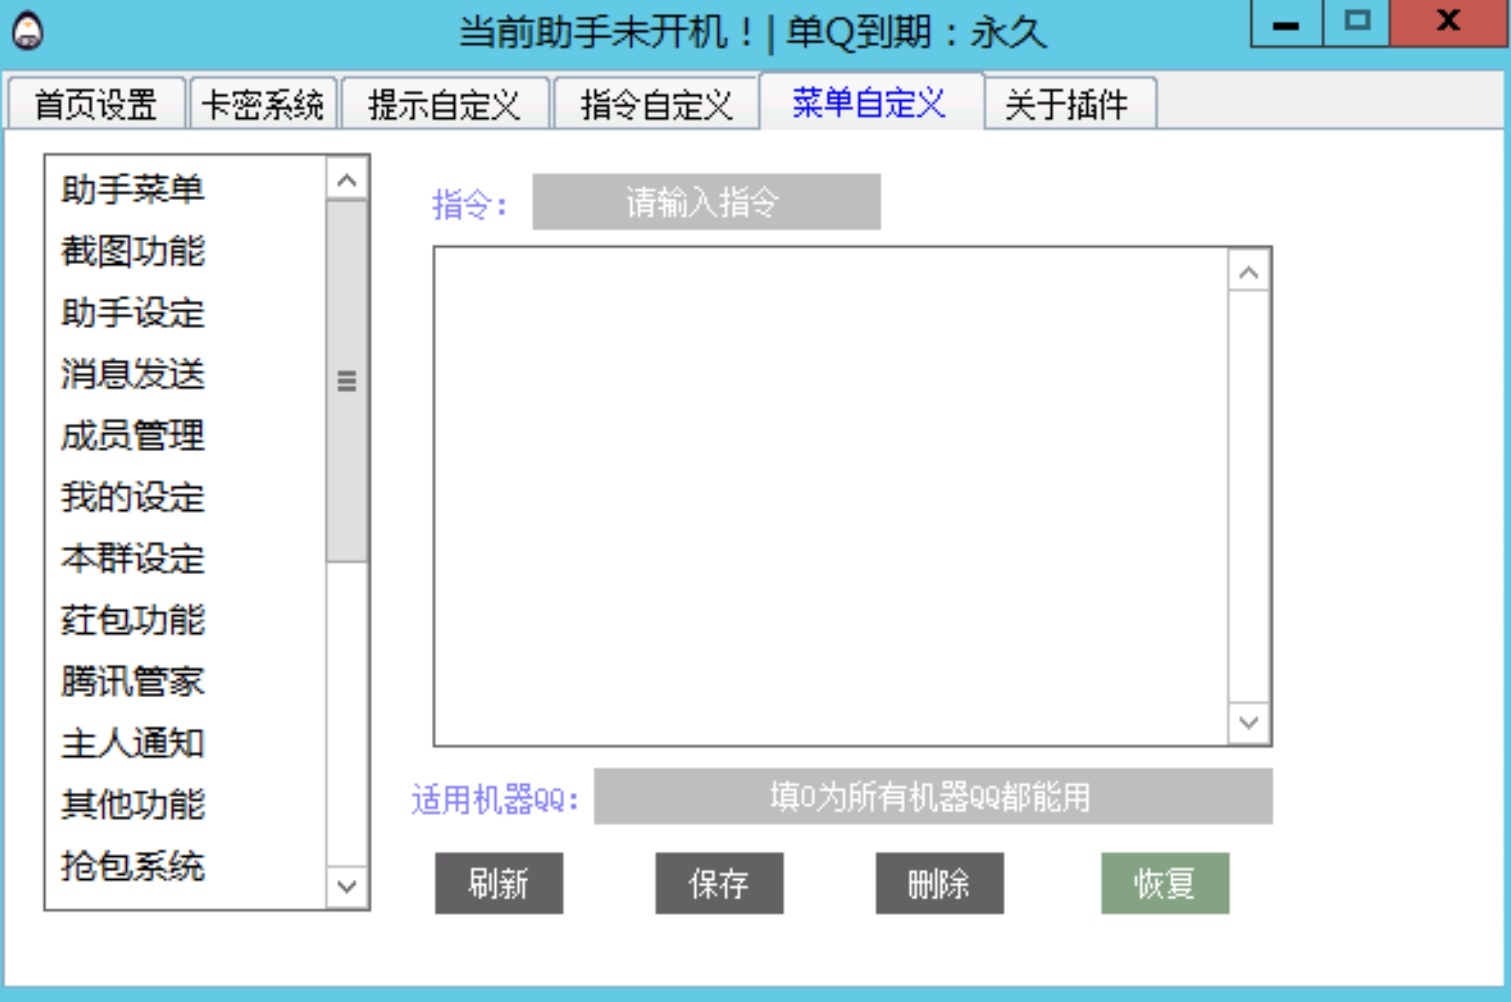 当前助手未开机！| 单Q到期：永久
首页设置 卡密系统 提示自定义 指令自定义 菜单自定义 关于插件
助手菜单
截图功能
助手设定
消息发送
成员管理
我的设定
本群设定
荭包功能
腾讯管家
主人通知
其他功能
抢包系统
指令： 请输入指令
适用机器QQ： 填0为所有机器QQ都能用
刷新 保存 删除 恢复